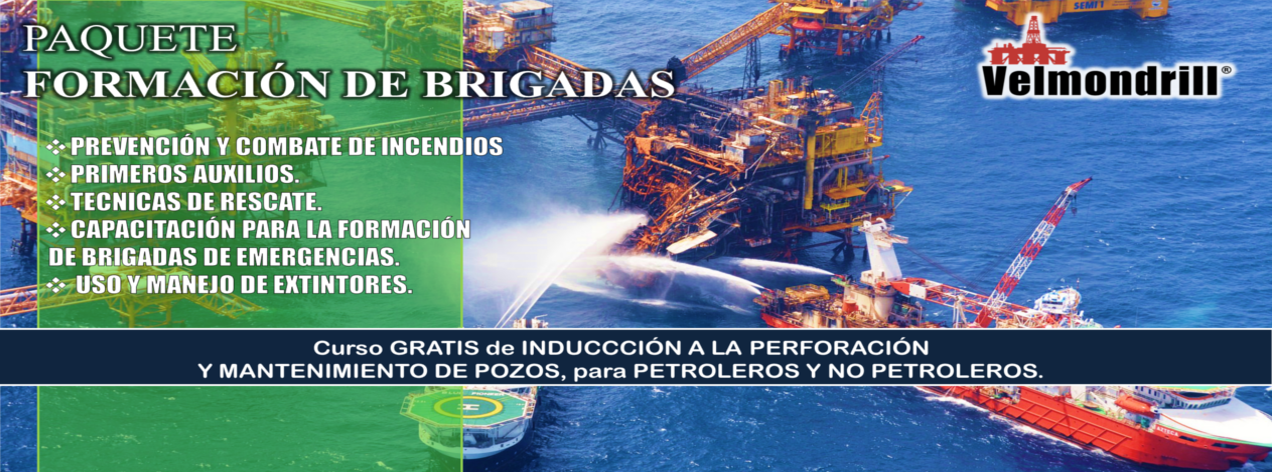 PAQUETE
FORMACIÓN DE BRIGADAS
SEMI 1
Velmondrill®
❖ PREVENCIÓN Y COMBATE DE INCENDIOS
❖ PRIMEROS AUXILIOS.
❖ TECNICAS DE RESCATE.
❖ CAPACITACIÓN PARA LA FORMACIÓN
DE BRIGADAS DE EMERGENCIAS.
❖ USO Y MANEJO DE EXTINTORES.
Curso GRATIS de INDUCCCIÓN A LA PERFORACIÓN
Y MANTENIMIENTO DE POZOS, para PETROLEROS Y NO PETROLEROS.
H